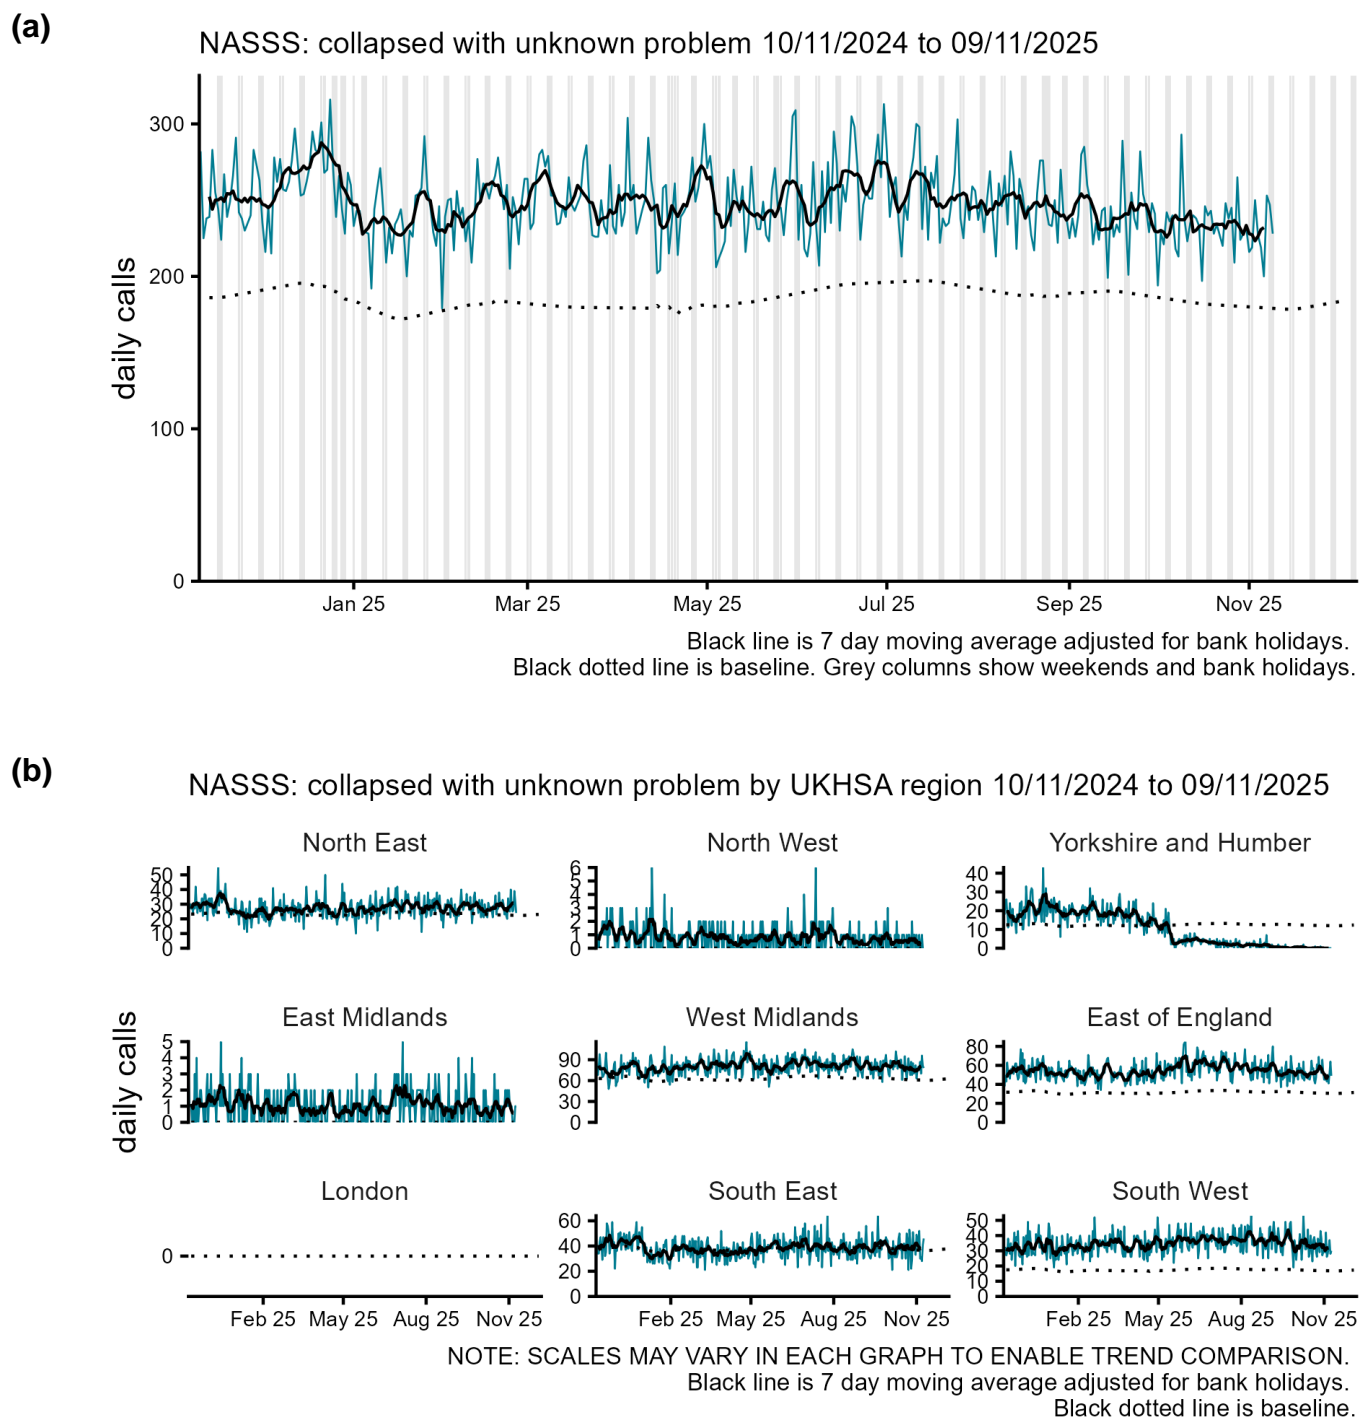 (a)
NASSS: collapsed with unknown problem 10/11/2024 to 09/11/2025
daily calls
300
200
100
0
Jan 25 Mar 25 May 25 Jul 25 Sep 25 Nov 25
Black line is 7 day moving average adjusted for bank holidays.
Black dotted line is baseline. Grey columns show weekends and bank holidays.
(b)
NASSS: collapsed with unknown problem by UKHSA region 10/11/2024 to 09/11/2025
daily calls
North East
50
40
30
20
10
0
North West
6
5
4
3
2
1
0
Yorkshire and Humber
40
30
20
10
0
East Midlands
5
4
3
2
1
0
West Midlands
90
60
30
0
East of England
80
60
40
20
0
London
0
Feb 25 May 25 Aug 25 Nov 25
South East
60
40
20
0
Feb 25 May 25 Aug 25 Nov 25
South West
50
40
30
20
10
0
Feb 25 May 25 Aug 25 Nov 25
NOTE: SCALES MAY VARY IN EACH GRAPH TO ENABLE TREND COMPARISON.
Black line is 7 day moving average adjusted for bank holidays.
Black dotted line is baseline.